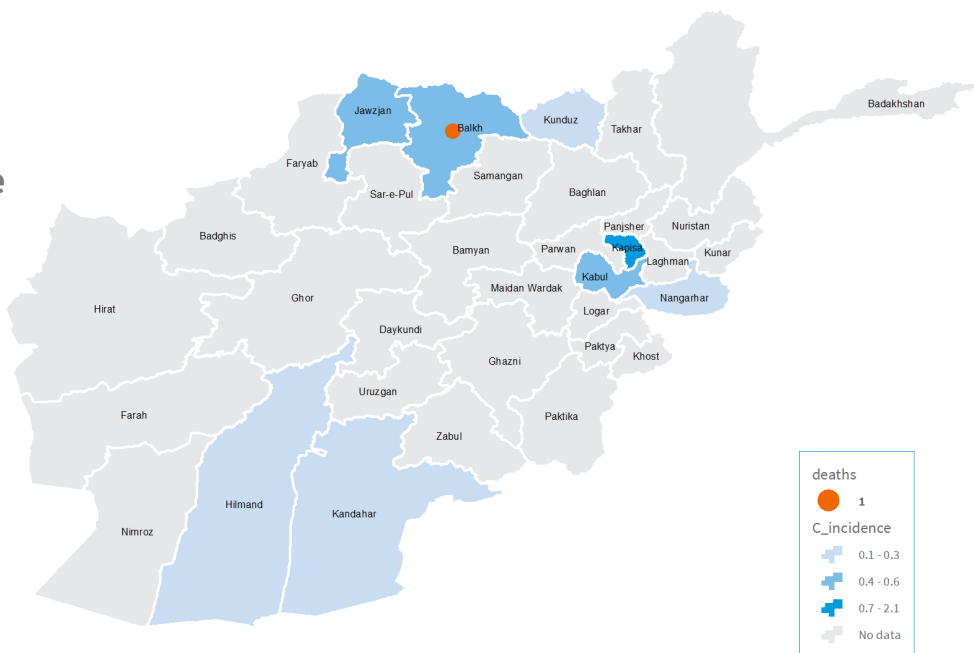 Badakhshan
Jawzjan
Kunduz
Balkh
Takhar
Faryab
Samangan
e
Sar-e-Pul
Baghlan
Panjsher
Nuristan
Badghis
Kapisa
Bamyan
Parwan
Kunar
Laghman
Kabul
Maidan Wardak
Ghor
Nangarhar
Hirat
Logar
Daykundi
Paktya
Khost
Ghazni
Uruzgan
Farah
Paktika
Zabul
deaths
1
Hilmand
Kandahar
C_incidence
Nimroz
0.1 - 0.3
0.4 - 0.6
0.7 - 2.1
No data